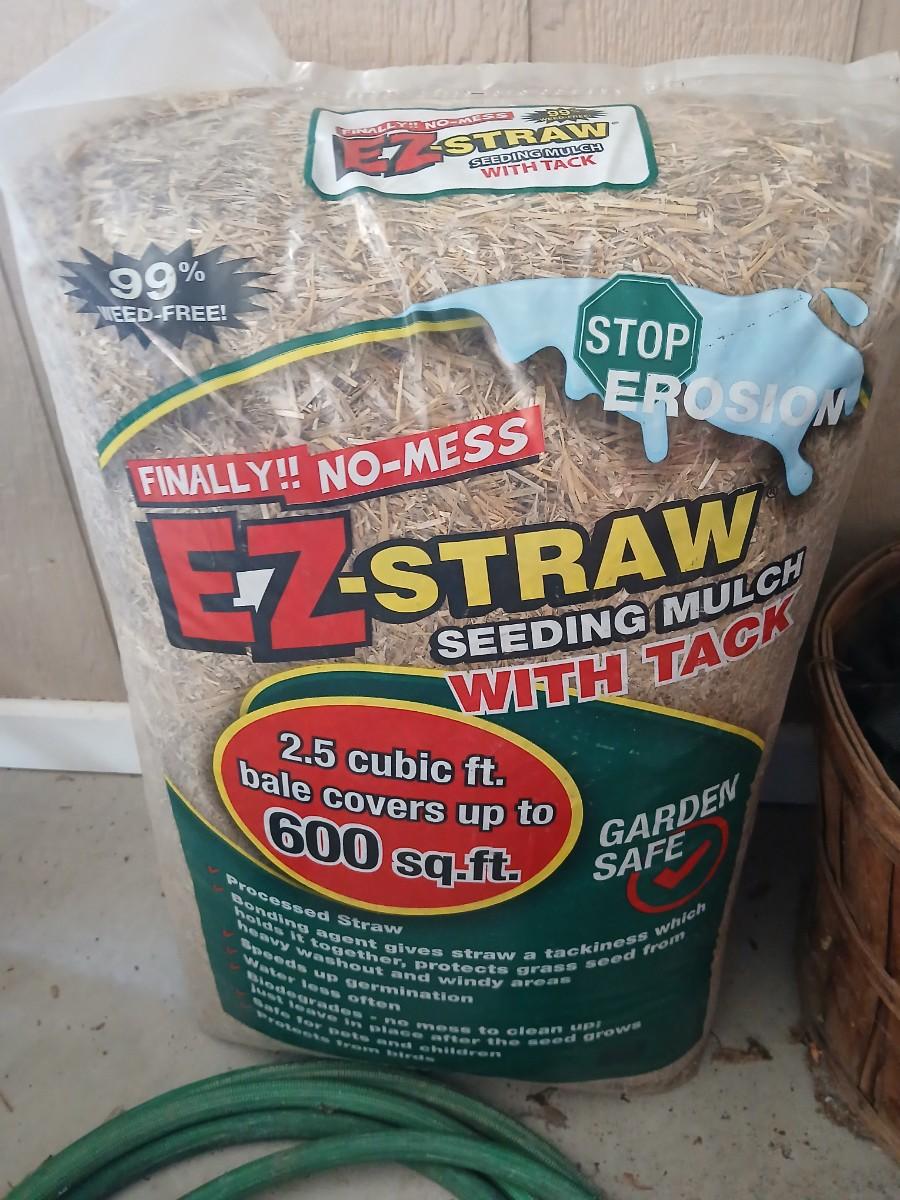 FINALLY!! NO-MESS
99%
WEED-FREE!
EZ-STRAW®
SEEDING MULCH
WITH TACK
99%
WEED-FREE!
STOP
EROSION
FINALLY!! NO-MESS
EZ-STRAW®
SEEDING MULCH
WITH TACK
2.5 cubic ft.
bale covers up to
600 sq.ft.
GARDEN
SAFE
Processed Straw
Bonding agent gives straw a tackiness which
holds it together, protects grass seed from
heavy washout and windy areas
Speeds up germination
Water less often
Biodegrades - no mess to clean up;
just leave in place after the seed grows
Safe for pets and children
Protects from birds